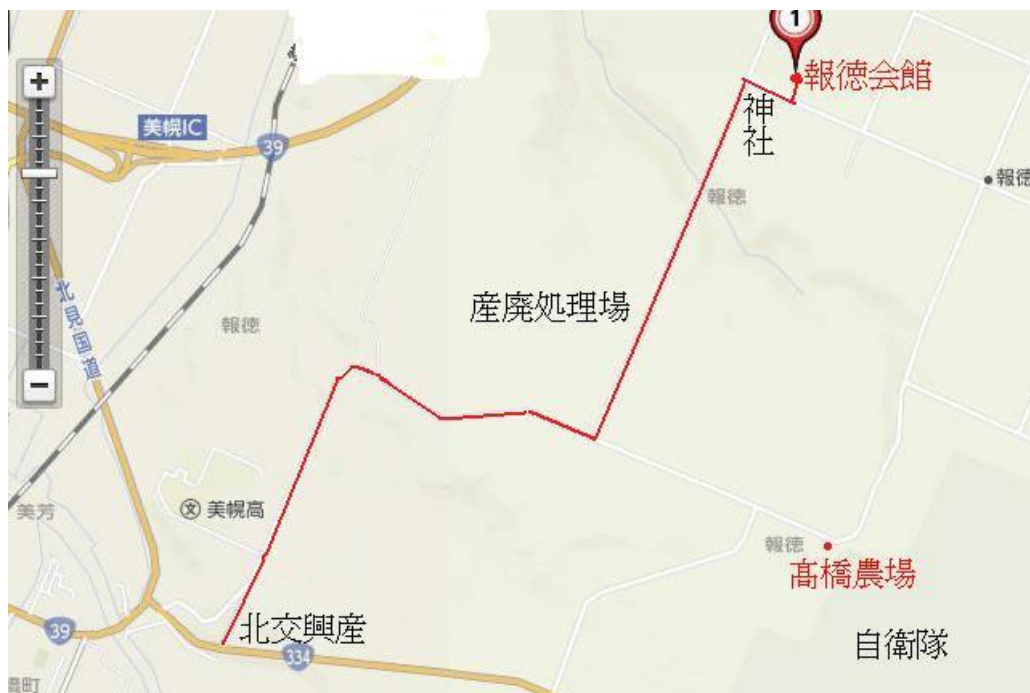 1
報徳会館
神社
美幌IC
39
報徳
報徳
北見国道
産廃処理場
報徳
美芳
美幌高
報徳
髙橋農場
北交興産
39
334
自衛隊